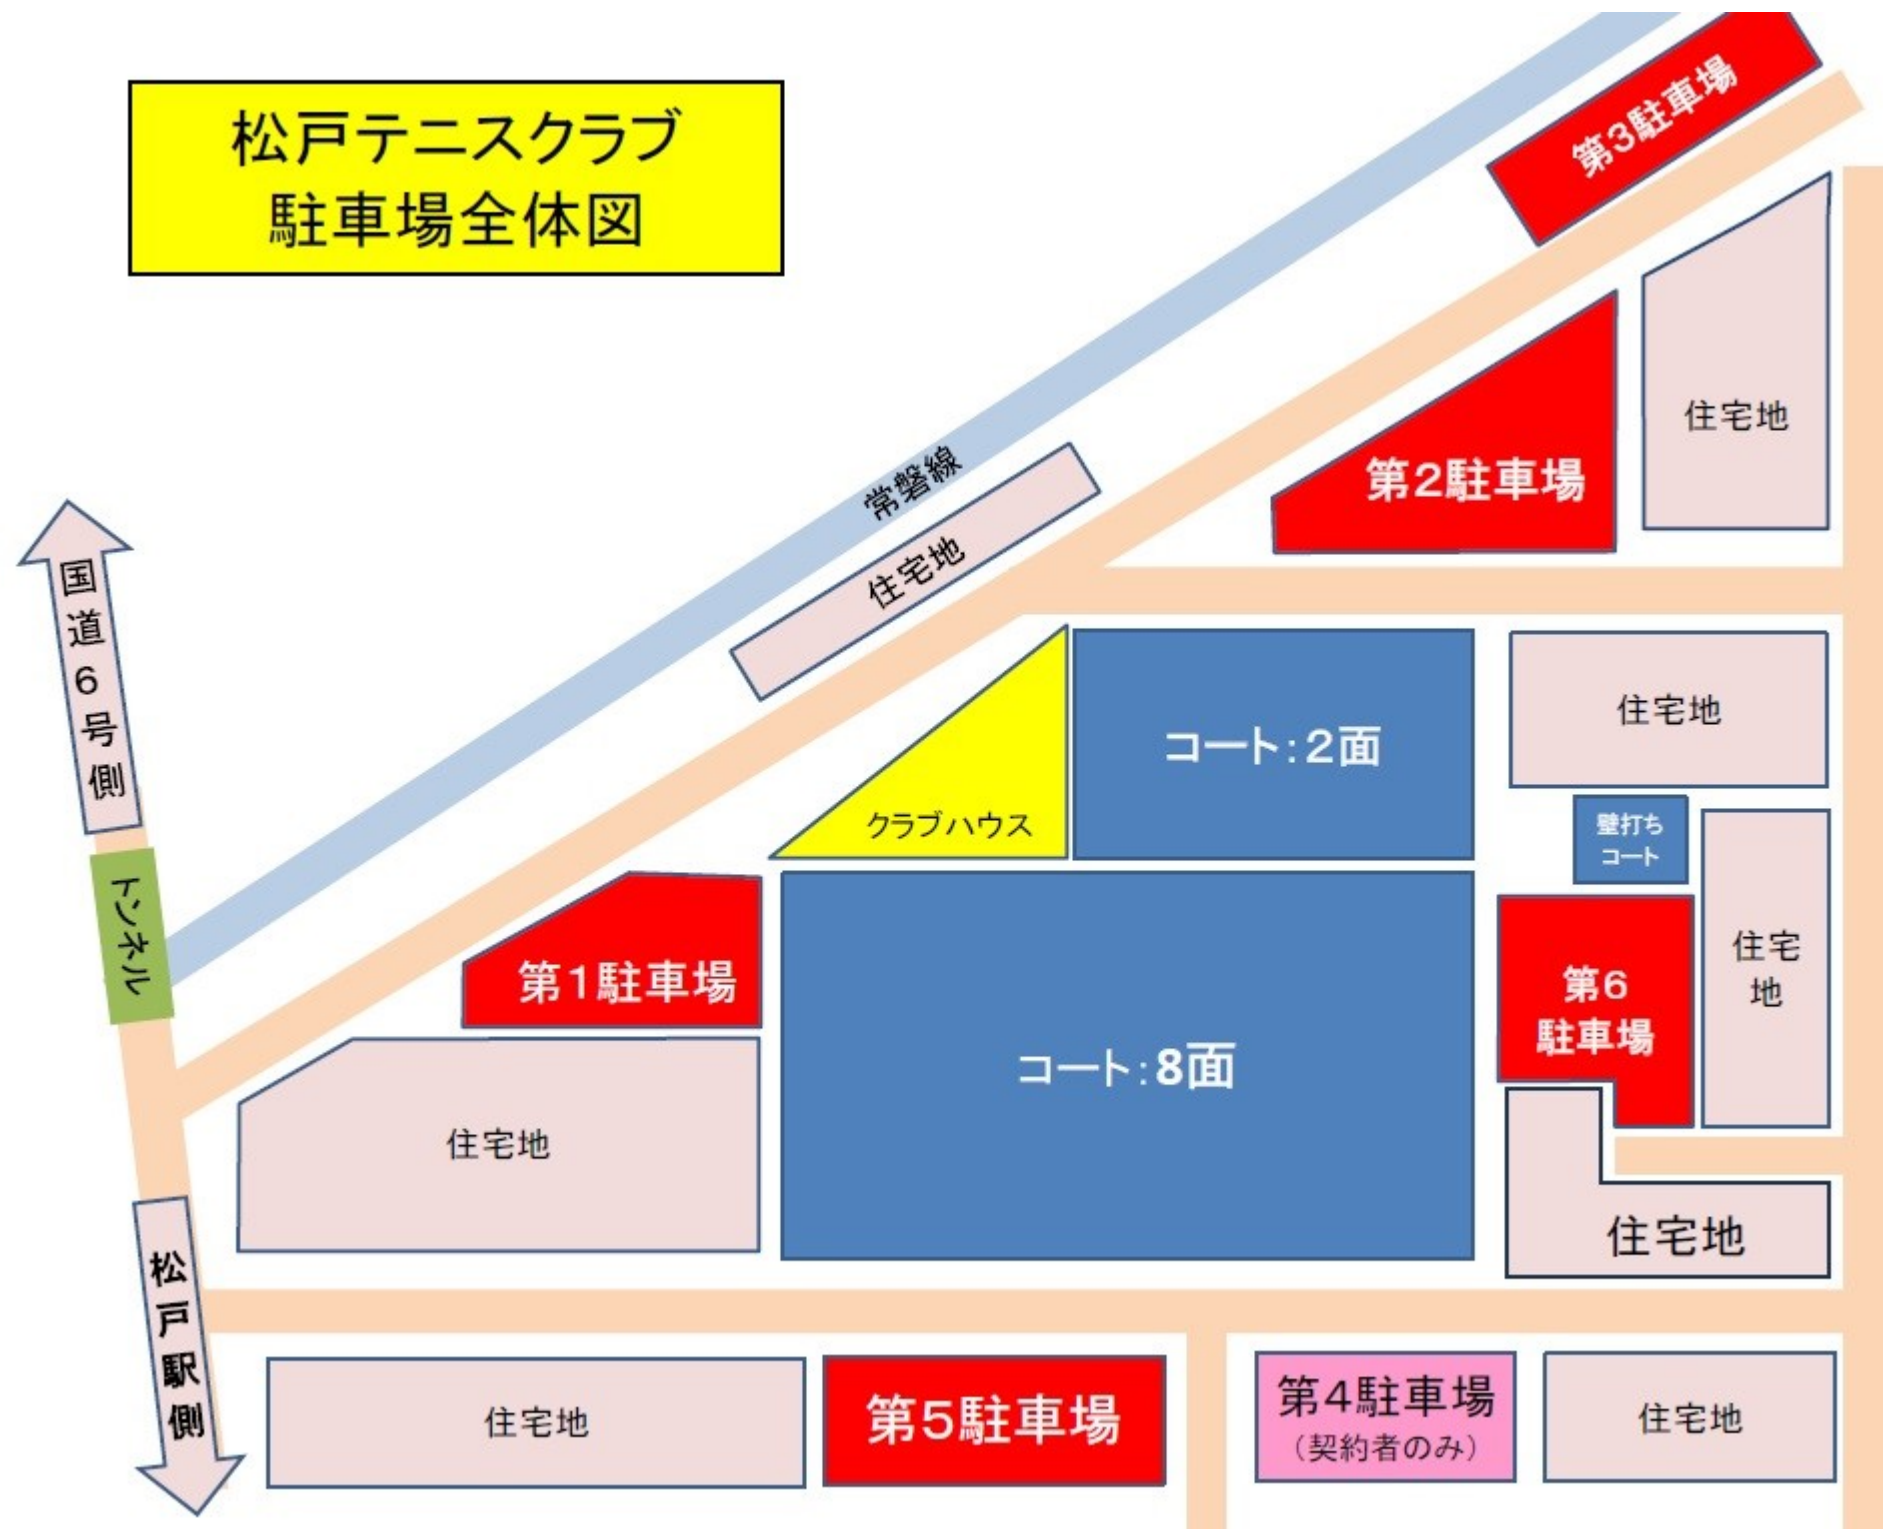 松戸テニスクラブ
駐車場全体図
第3駐車場
住宅地
第2駐車場
常磐線
住宅地
国道6号側
コート:2面
住宅地
クラブハウス
壁打ち
コート
トンネル
第1駐車場
コート:8面
第6
駐車場
住宅
地
住宅地
住宅地
松戸駅側
住宅地
第5駐車場
第4駐車場
(契約者のみ)
住宅地